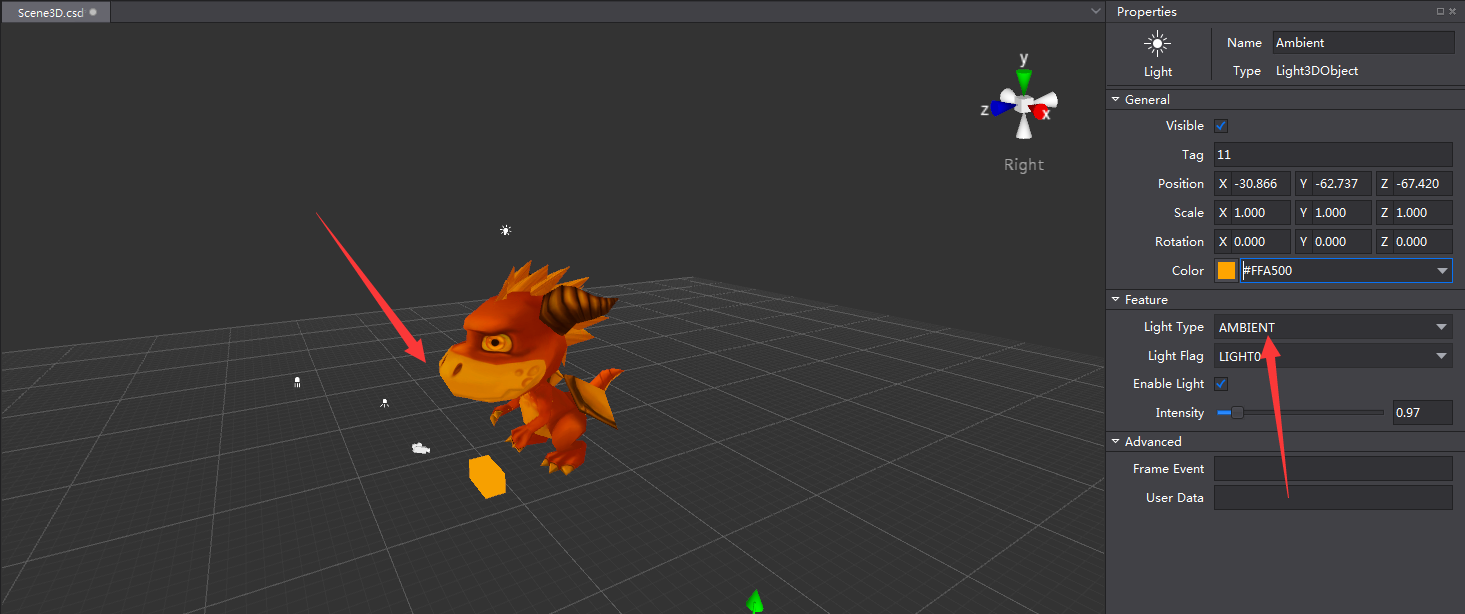 Scene3D.csd
y
z
x
Right
Properties
Light
Name Ambient
Type Light3DObject
General
Visible
Tag 11
Position X -30.866 Y -62.737 Z -67.420
Scale X 1.000 Y 1.000 Z 1.000
Rotation X 0.000 Y 0.000 Z 0.000
Color #FFA500
Feature
Light Type AMBIENT
Light Flag LIGHT0
Enable Light
Intensity 0.97
Advanced
Frame Event
User Data